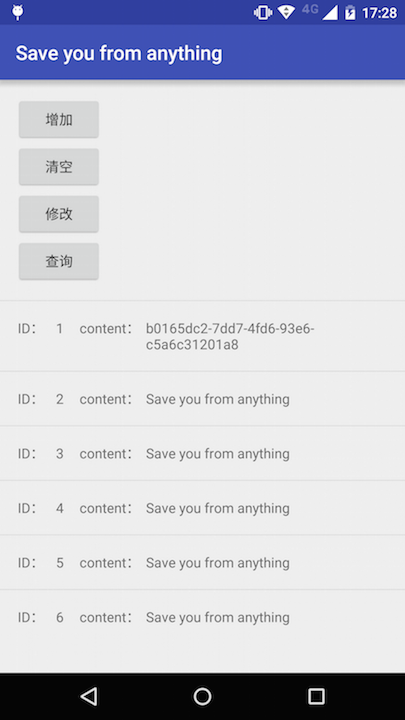 4G 17:28
Save you from anything
增加
清空
修改
查询
ID： 1 content： b0165dc2-7dd7-4fd6-93e6-
c5a6c31201a8
ID： 2 content： Save you from anything
ID： 3 content： Save you from anything
ID： 4 content： Save you from anything
ID： 5 content： Save you from anything
ID： 6 content： Save you from anything